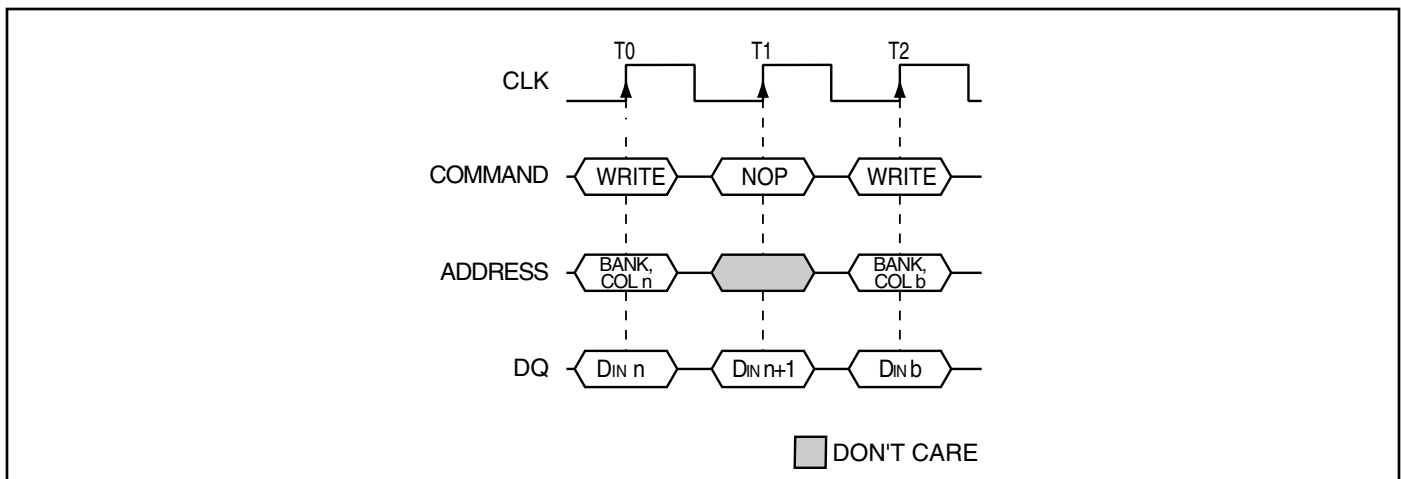 T0 T1 T2
CLK
COMMAND WRITE NOP WRITE
ADDRESS BANK, COL n BANK, COL b
DQ DIN n DIN n+1 DIN b
DON'T CARE